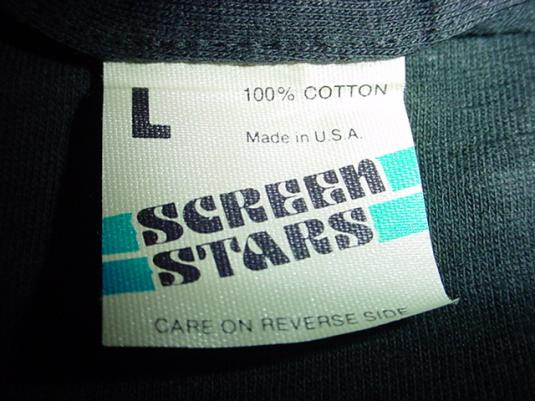 L
100% COTTON
Made in U.S.A.
SCREEN
STARS
CARE ON REVERSE SIDE